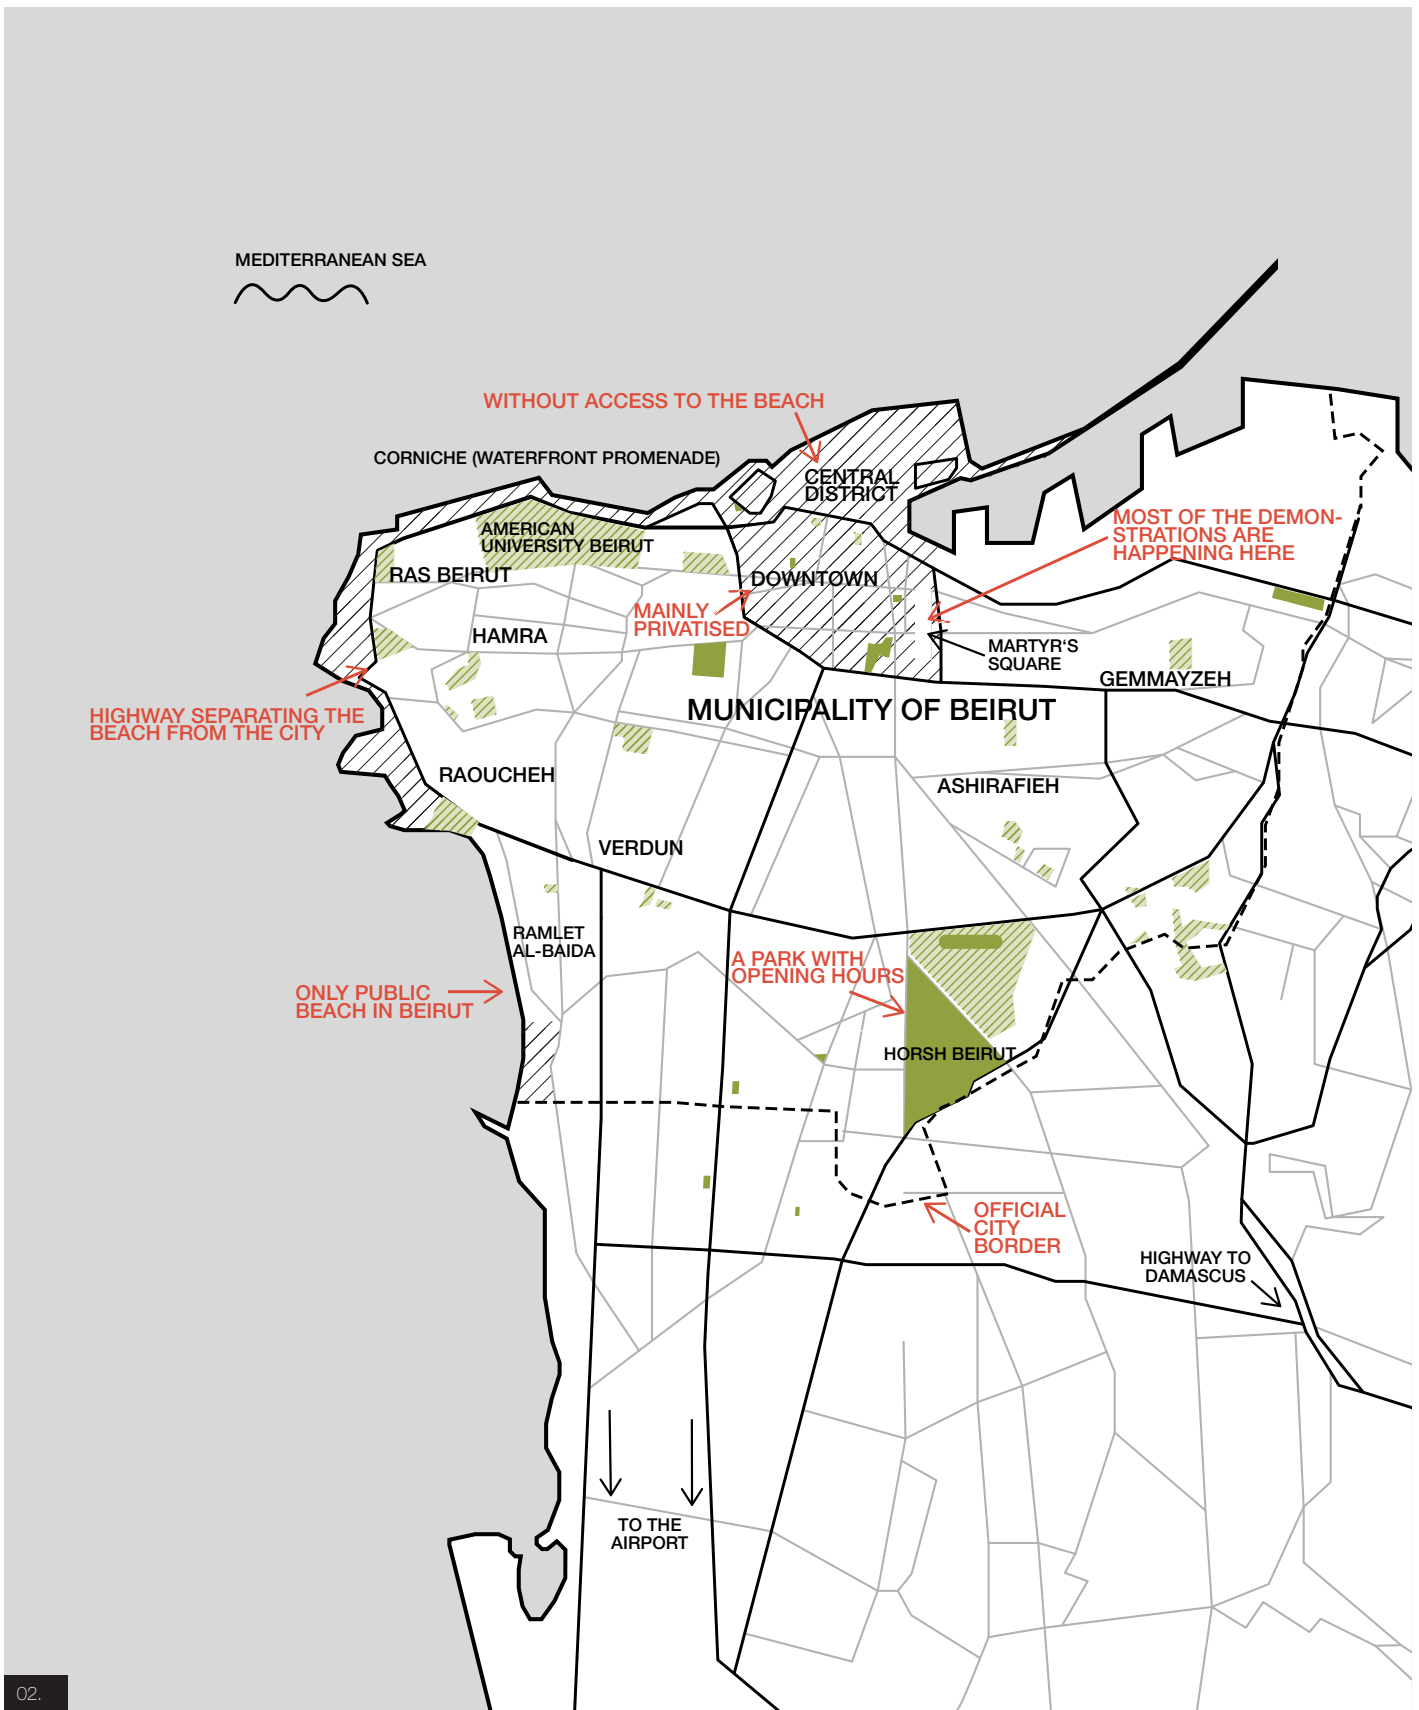 MEDITERRANEAN SEA
WITHOUT ACCESS TO THE BEACH
CORNICHE (WATERFRONT PROMENADE)
CENTRAL
DISTRICT
MOST OF THE DEMON-
STRATIONS ARE
HAPPENING HERE
AMERICAN
UNIVERSITY BEIRUT
RAS BEIRUT
DOWNTOWN
MAINLY
PRIVATISED
HAMRA
MARTYR'S
SQUARE
GEMMAYZEH
MUNICIPALITY OF BEIRUT
HIGHWAY SEPARATING THE
BEACH FROM THE CITY
RAOUCHEH
ASHIRAFIEH
VERDUN
RAMLET
AL-BAIDA
A PARK WITH
OPENING HOURS
ONLY PUBLIC
BEACH IN BEIRUT
HORSH BEIRUT
OFFICIAL
CITY
BORDER
HIGHWAY TO
DAMASCUS
TO THE
AIRPORT
02.